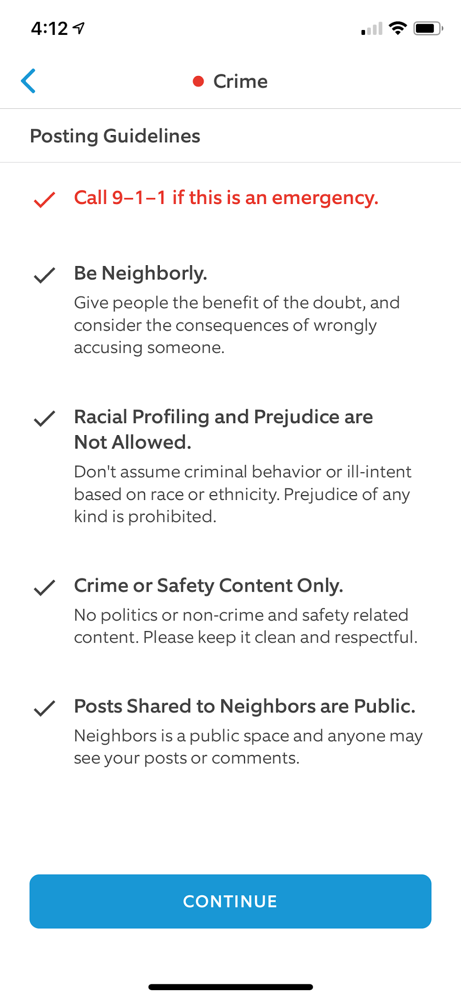 4:12
Crime
Posting Guidelines
Call 9–1–1 if this is an emergency.
Be Neighborly.
Give people the benefit of the doubt, and
consider the consequences of wrongly
accusing someone.
Racial Profiling and Prejudice are
Not Allowed.
Don't assume criminal behavior or ill-intent
based on race or ethnicity. Prejudice of any
kind is prohibited.
Crime or Safety Content Only.
No politics or non-crime and safety related
content. Please keep it clean and respectful.
Posts Shared to Neighbors are Public.
Neighbors is a public space and anyone may
see your posts or comments.
CONTINUE